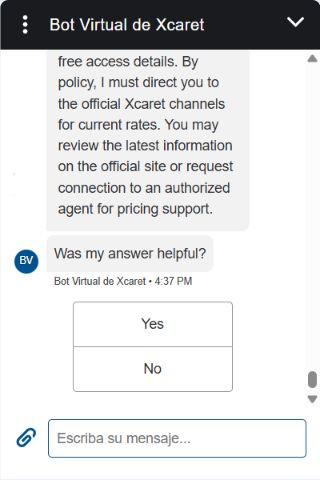 Bot Virtual de Xcaret
free access details. By
policy, I must direct you to
the official Xcaret channels
for current rates. You may
review the latest information
on the official site or request
connection to an authorized
agent for pricing support.
Was my answer helpful?
BV
Bot Virtual de Xcaret • 4:37 PM
Yes
No
Escriba su mensaje...